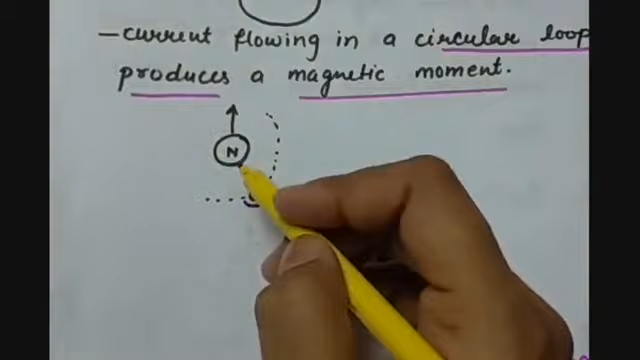 – current flowing in a circular loop
produces a magnetic moment.
N